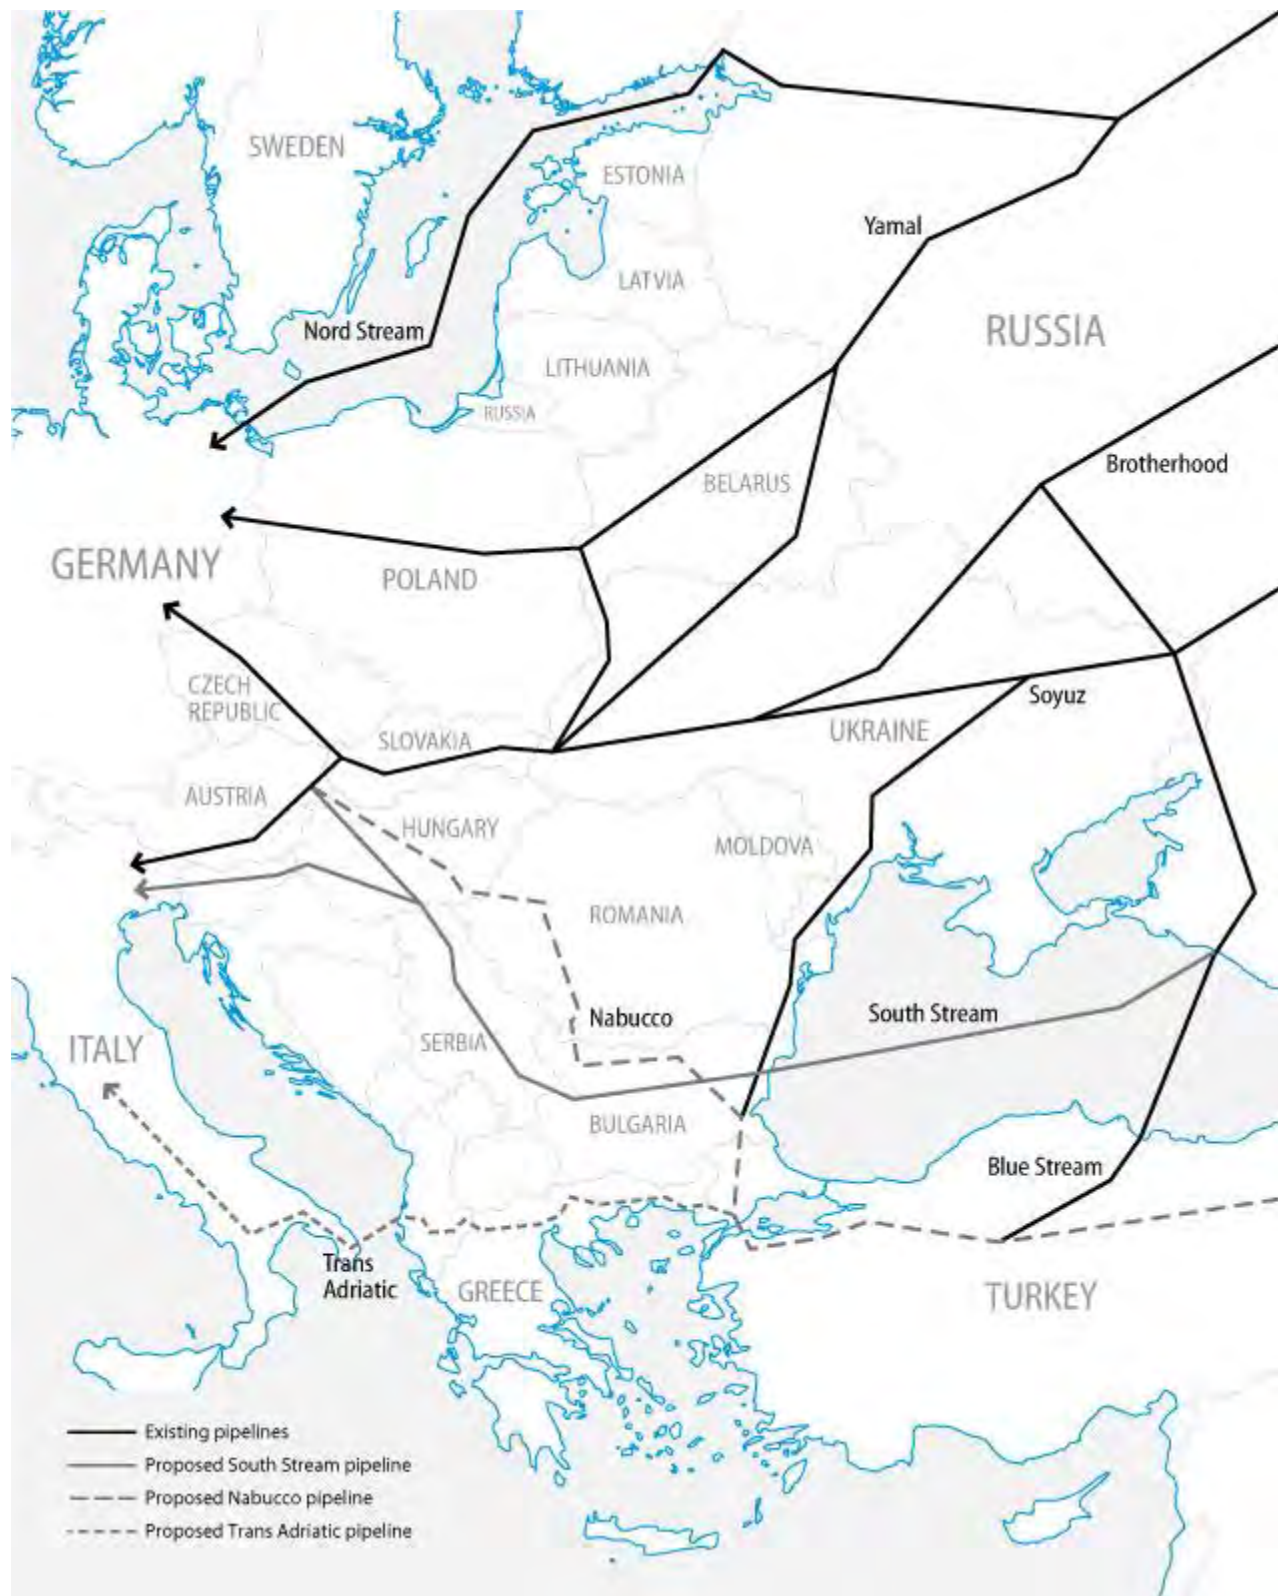 SWEDEN
ESTONIA
Yamal
LATVIA
Nord Stream
RUSSIA
LITHUANIA
RUSSIA
Brotherhood
BELARUS
GERMANY
POLAND
CZECH
REPUBLIC
Soyuz
UKRAINE
SLOVAKIA
AUSTRIA
HUNGARY
MOLDOVA
ROMANIA
South Stream
Nabucco
SERBIA
ITALY
BULGARIA
Blue Stream
Trans
Adriatic
GREECE
TURKEY
Existing pipelines
Proposed South Stream pipeline
Proposed Nabucco pipeline
Proposed Trans Adriatic pipeline